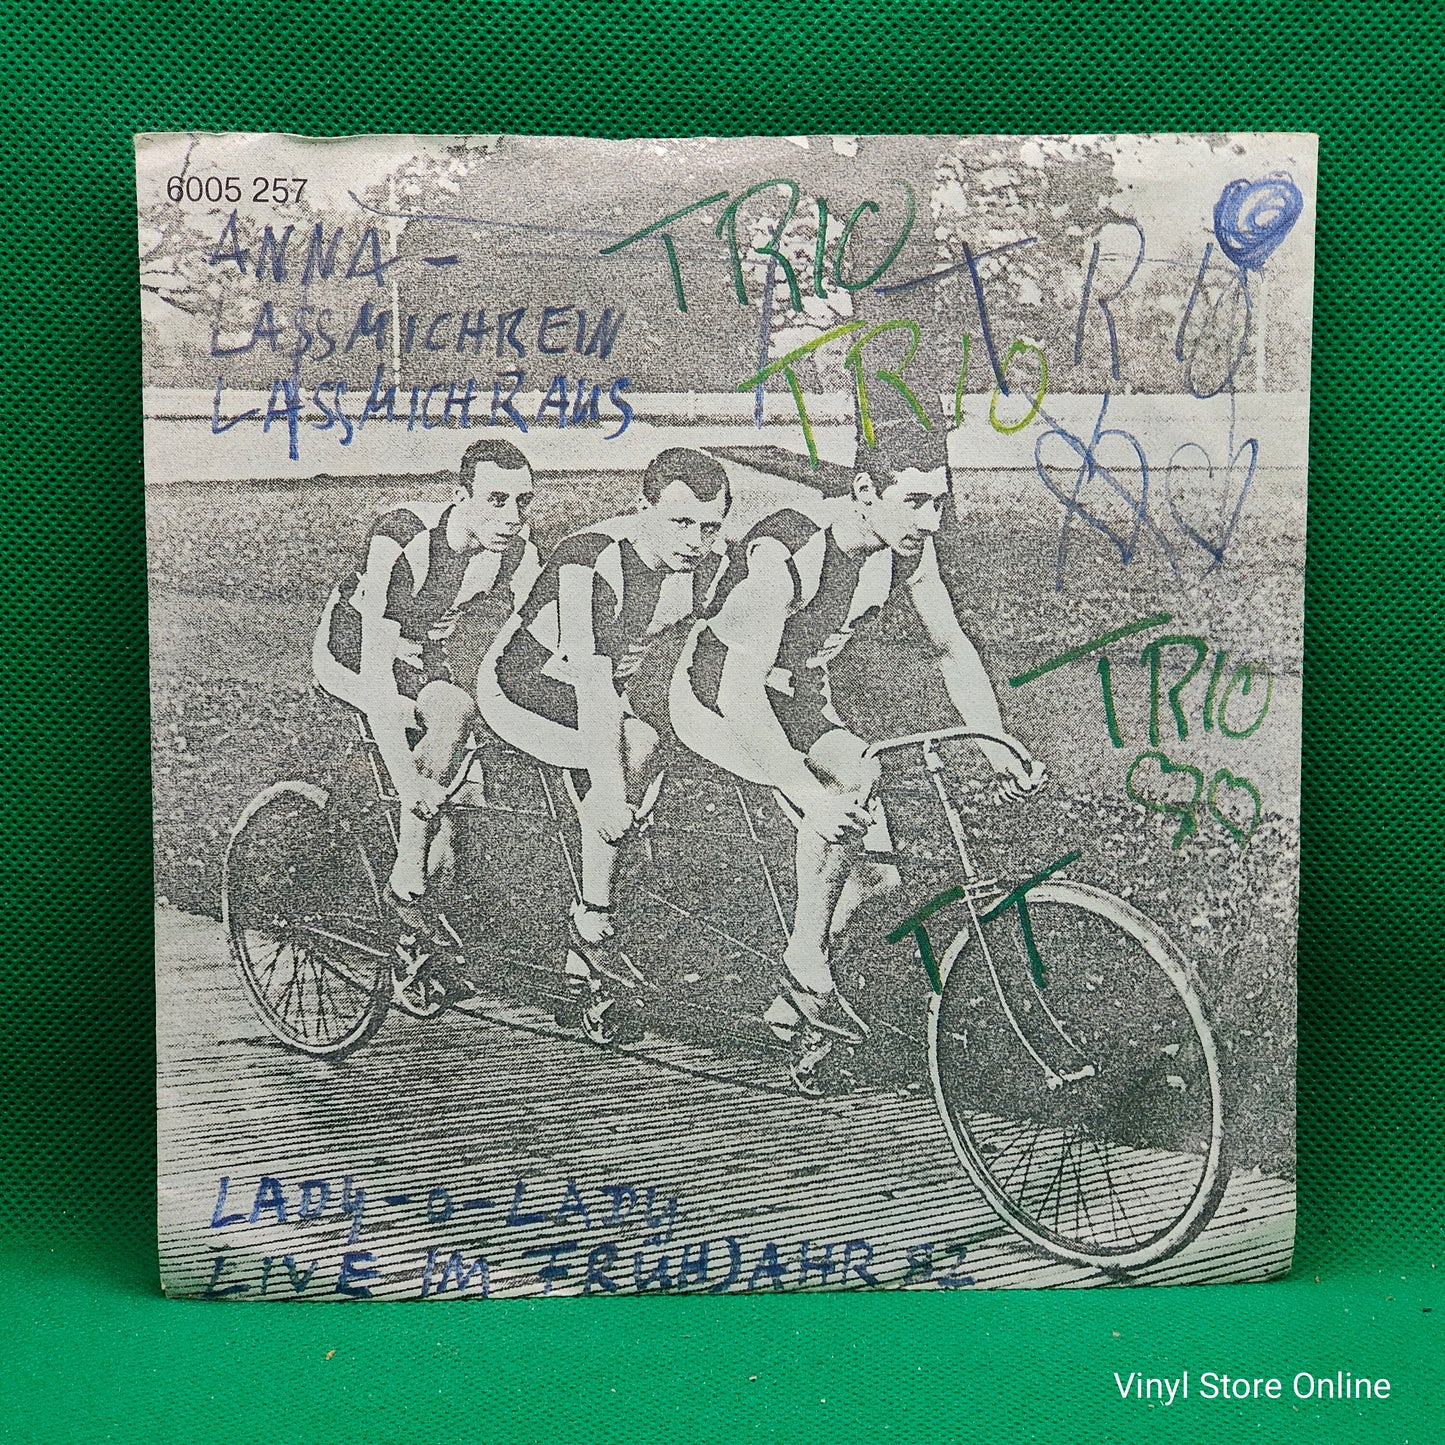 6005 257
TRIO
TRIO
ANNA-
LASSMICHREIN
TRIO
LASSMICHRAUS
TRIO
TT
LADY-O-LADY
LIVE IM FRÜHJAHR 82
Vinyl Store Online